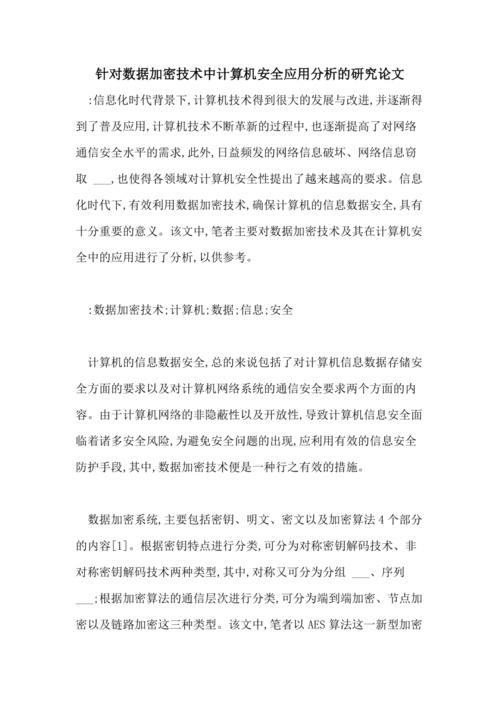 针对数据加密技术中计算机安全应用分析的研究论文
:信息化时代背景下,计算机技术得到很大的发展与改进,并逐渐得
到了普及应用,计算机技术不断革新的过程中,也逐渐提高了对网络
通信安全水平的需求,此外,日益频发的网络信息破坏、网络信息窃
取 ___,也使得各领域对计算机安全性提出了越来越高的要求。信息
化时代下,有效利用数据加密技术,确保计算机的信息数据安全,具有
十分重要的意义。该文中,笔者主要对数据加密技术及其在计算机安
全中的应用进行了分析,以供参考。
:数据加密技术;计算机;数据;信息;安全
计算机的信息数据安全,总的来说包括了对计算机信息数据存储安
全方面的要求以及对计算机网络系统的通信安全要求两个方面的内
容。由于计算机网络的非隐蔽性以及开放性,导致计算机信息安全面
临着诸多安全风险,为避免安全问题的出现,应利用有效的信息安全
防护手段,其中,数据加密技术便是一种行之有效的措施。
数据加密系统,主要包括密钥、明文、密文以及加密算法4个部分
的内容[1]。根据密钥特点进行分类,可分为对称密钥解码技术、非
对称密钥解码技术两种类型,其中,对称又可分为分组 ___、序列
___;根据加密算法的通信层次进行分类,可分为端到端加密、节点加
密以及链路加密这三种类型。该文中,笔者以AES算法这一新型加密